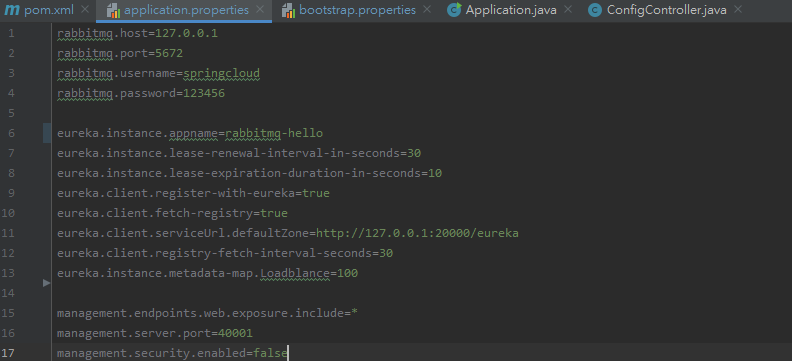 pom.xml application.properties bootstrap.properties Application.java ConfigController.java
1 rabbitmq.host=127.0.0.1
2 rabbitmq.port=5672
3 rabbitmq.username=springcloud
4 rabbitmq.password=123456
5
6 eureka.instance.appname=rabbitmq-hello
7 eureka.instance.lease-renewal-interval-in-seconds=30
8 eureka.instance.lease-expiration-duration-in-seconds=10
9 eureka.client.register-with-eureka=true
10 eureka.client.fetch-registry=true
11 eureka.client.serviceUrl.defaultZone=http://127.0.0.1:20000/eureka
12 eureka.client.registry-fetch-interval-seconds=30
13 eureka.instance.metadata-map.Loadblance=100
14
15 management.endpoints.web.exposure.include=*
16 management.server.port=40001
17 management.security.enabled=false